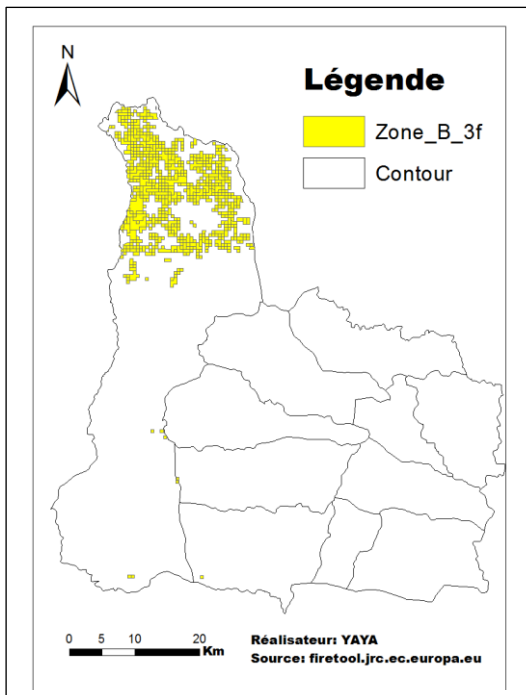 N
Légende
Zone_B_3f
Contour
0 5 10 20
Km
Réalisateur: YAYA
Source: firetool.jrc.ec.europa.eu